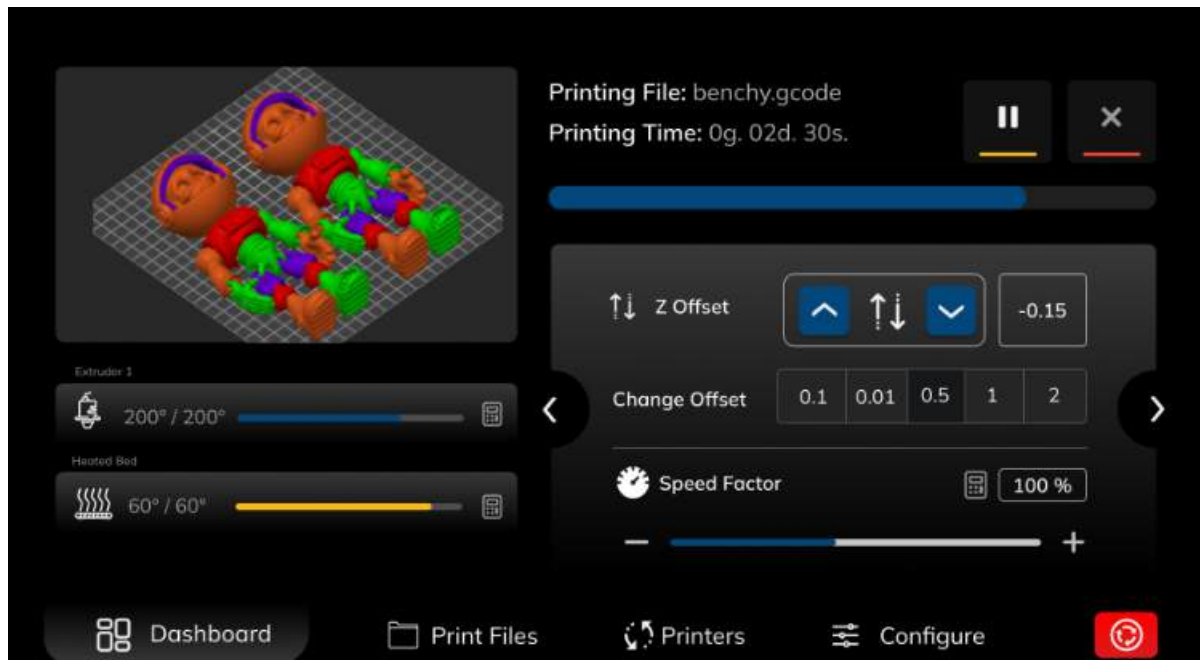 Printing File: benchy.gcode
Printing Time: 0g. 02d. 30s.
Extruder 1
200° / 200°
Heated Bed
60° / 60°
Z Offset
-0.15
Change Offset 0.1 0.01 0.5 1 2
Speed Factor 100 %
Dashboard Print Files Printers Configure